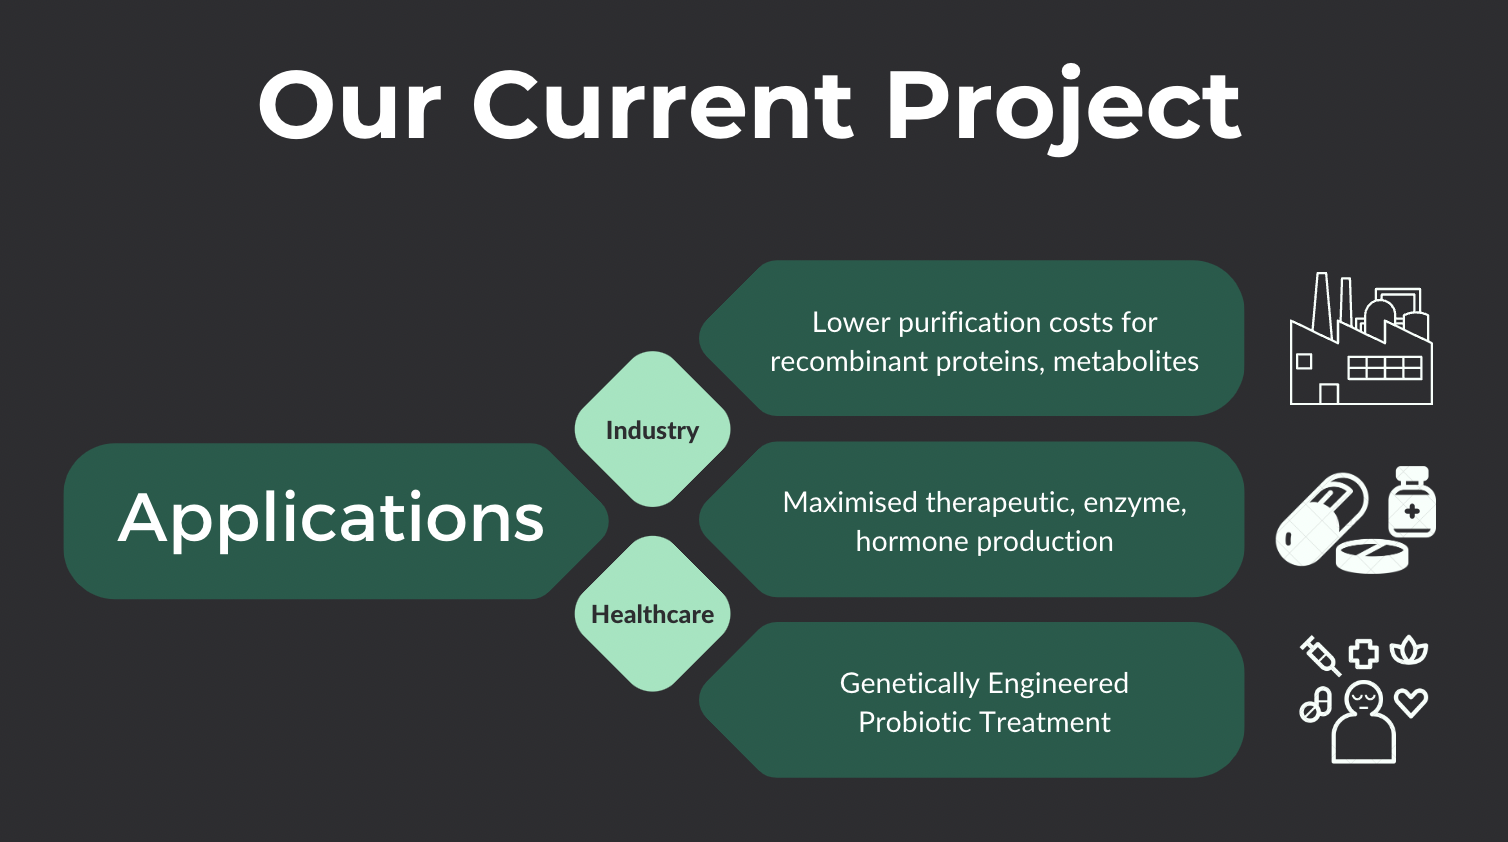 Our Current Project
Applications
Industry
Healthcare
Lower purification costs for
recombinant proteins, metabolites
Maximised therapeutic, enzyme,
hormone production
Genetically Engineered
Probiotic Treatment